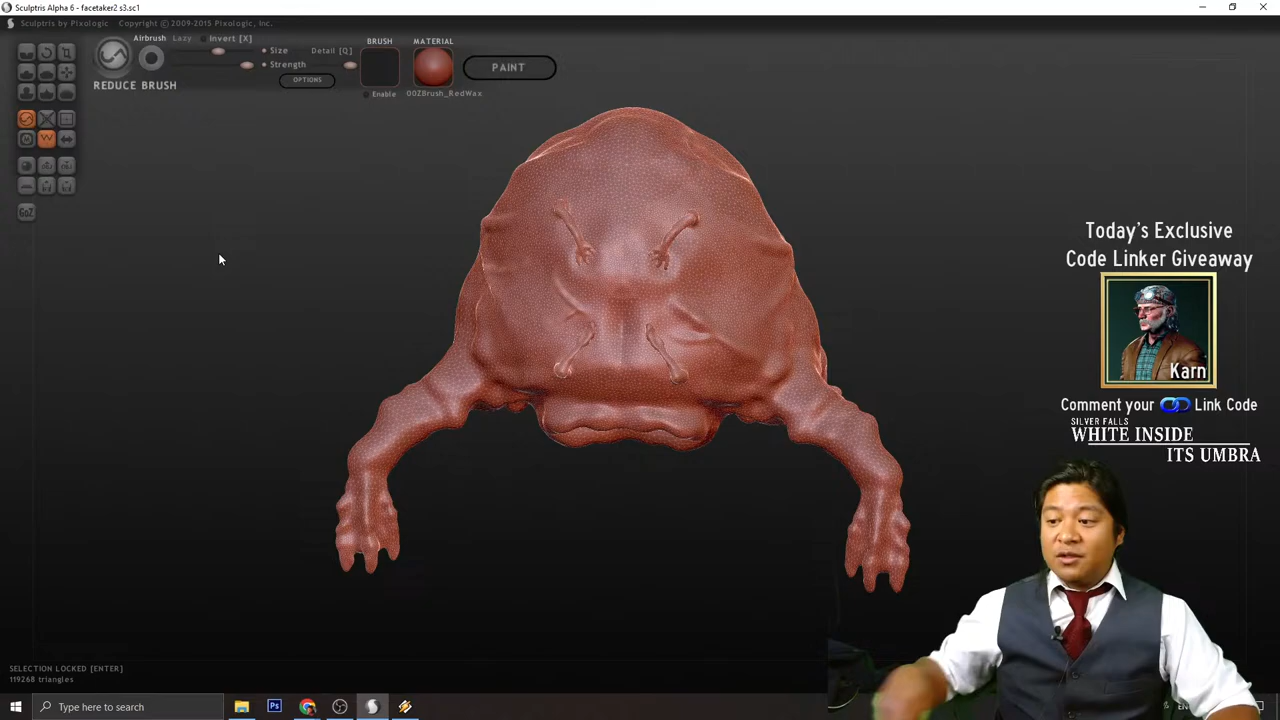 Sculptris Alpha 6 - facetaker2 s3.sc1
Sculptris by Pixologic Copyright © 2009-2015 Pixologic, Inc.
Airbrush Lazy Invert [X]
Size Detail [Q]
Strength
OPTIONS
REDUCE BRUSH
BRUSH
Enable
MATERIAL
00ZBrush_RedWax
PAINT
GoZ
Today's Exclusive
Code Linker Giveaway
Karn
Comment your Link Code
SILVER FALLS
WHITE INSIDE
ITS UMBRA
SELECTION LOCKED [ENTER]
119268 triangles
Type here to search
Ps